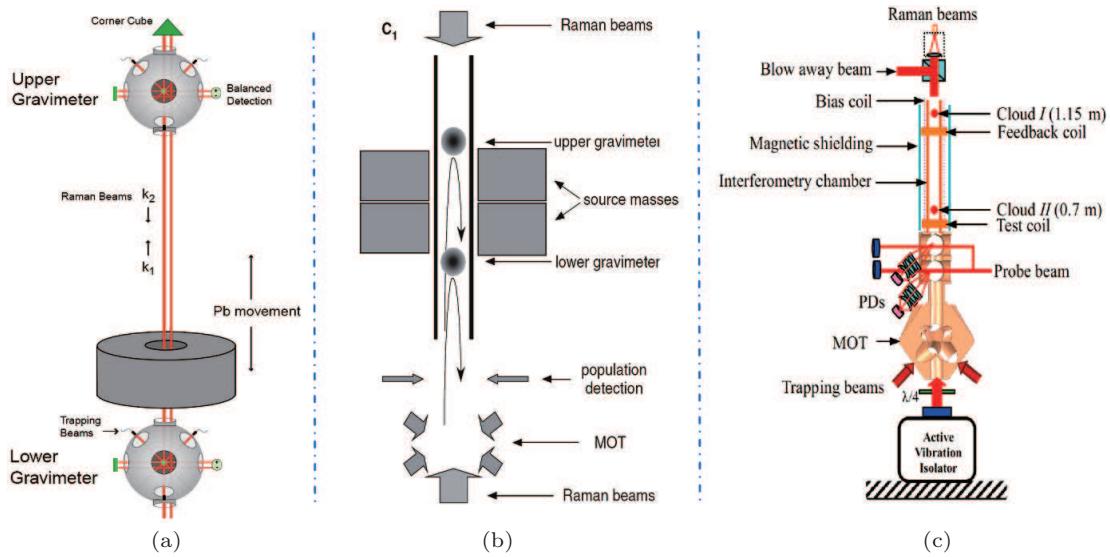 Corner Cube
Upper
Gravimeter
Balanced
Detection
Raman Beams
k2
k1
Pb movement
Trapping
Beams
Lower
Gravimeter
(a)
C1
Raman beams
upper gravimeter
source masses
lower gravimeter
population
detection
MOT
Raman beams
(b)
Raman beams
Blow away beam
Bias coil
Cloud I (1.15 m)
Feedback coil
Magnetic shielding
Interferometry chamber
Cloud II (0.7 m)
Test coil
Probe beam
PDs
MOT
Trapping beams
λ/4
Active
Vibration
Isolator
(c)